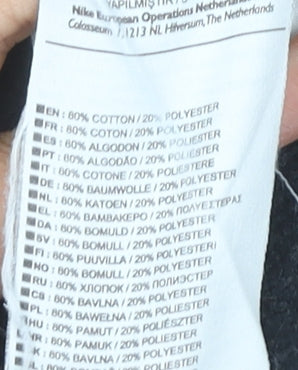 YAPILMIŞTIR
Nike European Operations Netherlands
Colosseum 1, 1213 NL Hilversum, The Netherlands
EN : 80% COTTON / 20% POLYESTER
FR : 80% COTON / 20% POLYESTER
ES : 80% ALGODON / 20% POLIESTER
PT : 80% ALGODÃO / 20% POLIÉSTER
IT : 80% COTONE / 20% POLIESTERE
DE : 80% BAUMWOLLE / 20% POLYESTER
NL : 80% KATOEN / 20% POLYESTER
EL : 80% ΒΑΜΒΑΚΕΡΟ / 20% ΠΟΛΥΕΣΤΕΡΑΣ
DA : 80% BOMULD / 20% POLYESTER
SV : 80% BOMULL / 20% POLYESTER
FI : 80% PUUVILLA / 20% POLYESTERI
NO : 80% BOMULL / 20% POLYESTER
RU : 80% ХЛОПОК / 20% ПОЛИЭСТЕР
CS : 80% BAVLNA / 20% POLYESTER
PL : 80% BAWEŁNA / 20% POLIESTER
HU : 80% PAMUT / 20% POLIÉSZTER
HR : 80% PAMUK / 20% POLIESTER
K : 80% BAVLNA / 20% POLYESTER
POLIESTER